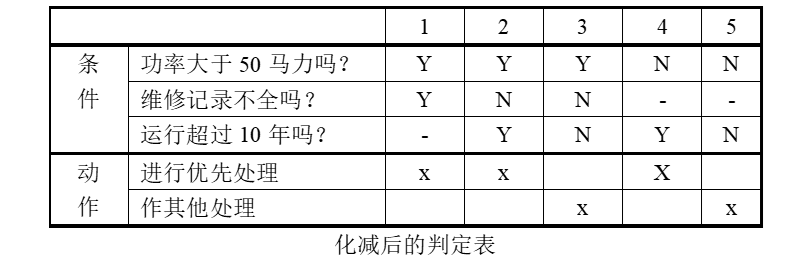 1 2 3 4 5
条 功率大于 50 马力吗? Y Y Y N N
件 维修记录不全吗? Y N N - -
运行超过 10 年吗? - Y N Y N
动 进行优先处理 x x X
作 作其他处理 x x
化减后的判定表